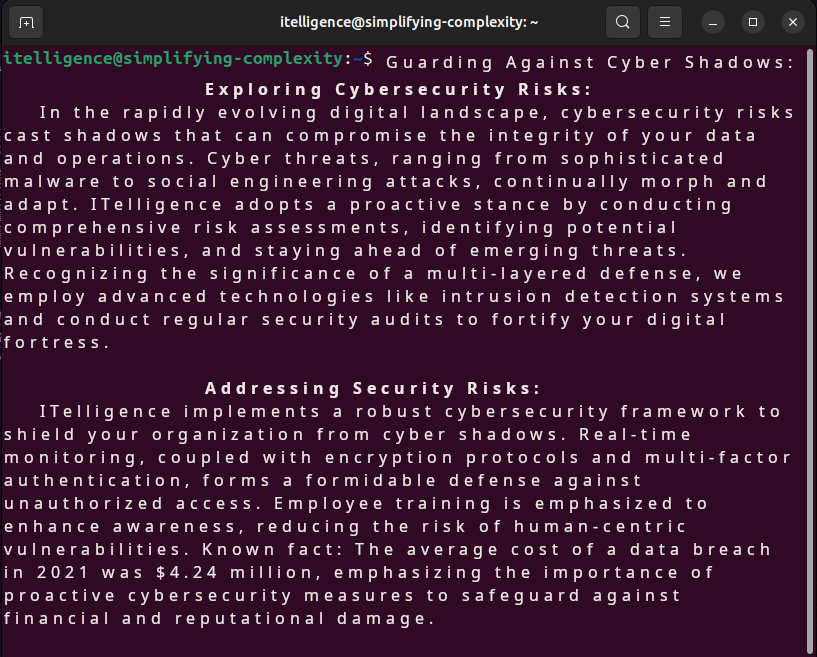 itelligence@simplifying-complexity: ~
itelligence@simplifying-complexity:~$ Guarding Against Cyber Shadows:
Exploring Cybersecurity Risks:
In the rapidly evolving digital landscape, cybersecurity risks
cast shadows that can compromise the integrity of your data
and operations. Cyber threats, ranging from sophisticated
malware to social engineering attacks, continually morph and
adapt. ITelligence adopts a proactive stance by conducting
comprehensive risk assessments, identifying potential
vulnerabilities, and staying ahead of emerging threats.
Recognizing the significance of a multi-layered defense, we
employ advanced technologies like intrusion detection systems
and conduct regular security audits to fortify your digital
fortress.
Addressing Security Risks:
ITelligence implements a robust cybersecurity framework to
shield your organization from cyber shadows. Real-time
monitoring, coupled with encryption protocols and multi-factor
authentication, forms a formidable defense against
unauthorized access. Employee training is emphasized to
enhance awareness, reducing the risk of human-centric
vulnerabilities. Known fact: The average cost of a data breach
in 2021 was $4.24 million, emphasizing the importance of
proactive cybersecurity measures to safeguard against
financial and reputational damage.